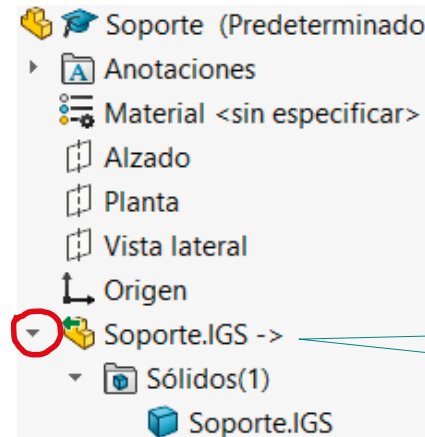 Soporte (Predeterminado
Anotaciones
Material <sin especificar>
Alzado
Planta
Vista lateral
Origen
Soporte.IGS ->
Sólidos(1)
Soporte.IGS